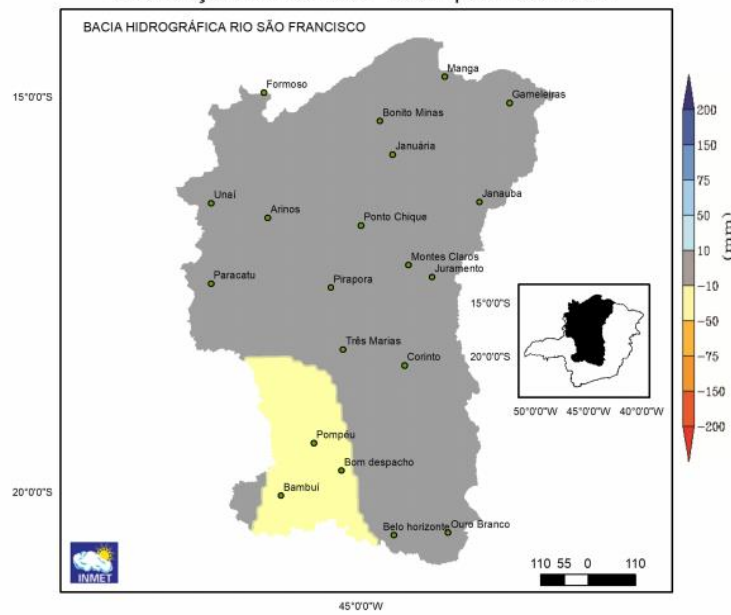 BACIA HIDROGRÁFICA RIO SÃO FRANCISCO
Manga
Formoso
Gameleiras
15°0'0"S
Bonito Minas
Januária
Unaí
Janauba
Arinos
Ponto Chique
Montes Claros
Juramento
Paracatu
Pirapora
Três Marias
Corinto
Pompéu
Bom despacho
20°0'0"S
Bambuí
Belo horizonte
Ouro Branco
INMET
110 55 0 110
45°0'0"W
15°0'0"S
20°0'0"S
50°0'0"W 45°0'0"W 40°0'0"W
200
150
75
50
10
-10
-50
-75
-150
-200
(mm)